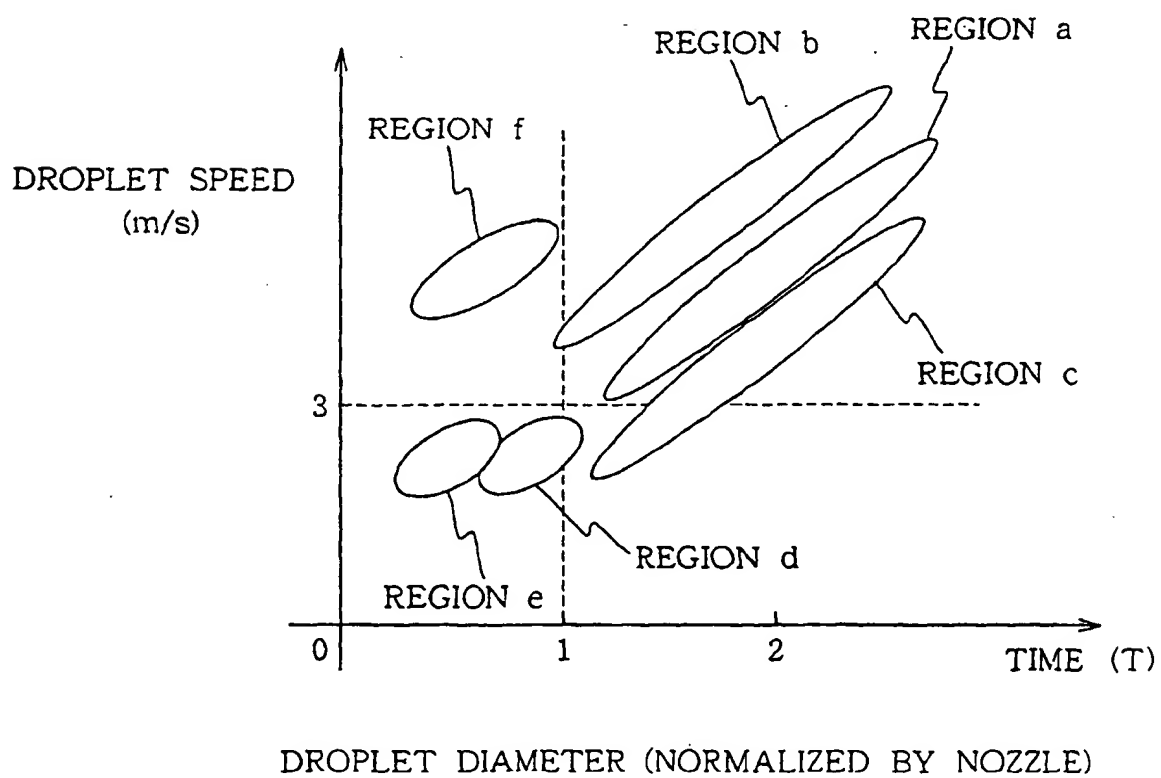 REGION a
REGION b
REGION f
DROPLET SPEED
(m/s)
REGION c
3
REGION d
REGION e
0
1
2
TIME (T)
DROPLET DIAMETER (NORMALIZED BY NOZZLE)